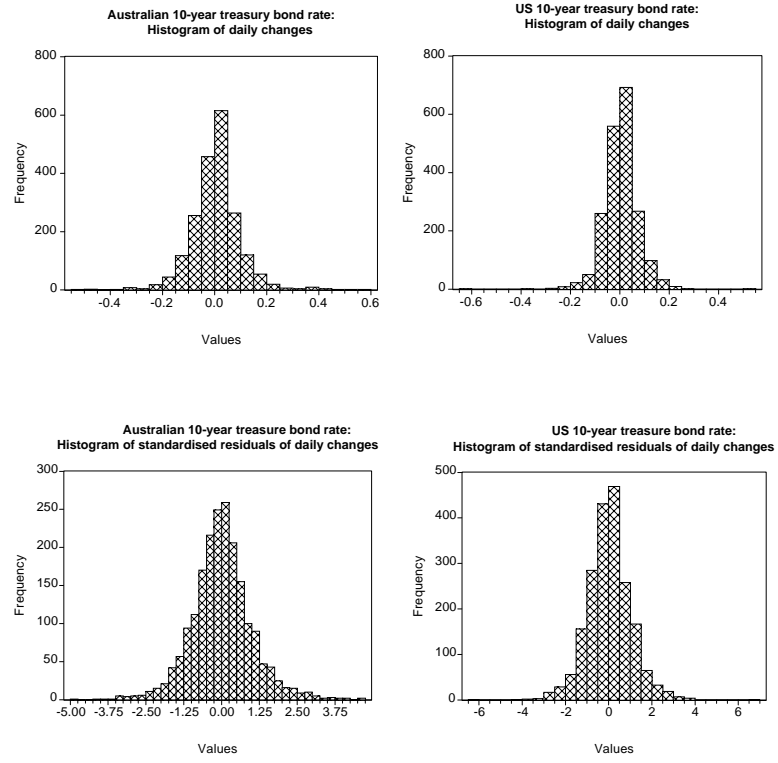 Australian 10-year treasury bond rate:
Histogram of daily changes
800
600
400
200
0
Frequency
-0.4 -0.2 0.0 0.2 0.4 0.6
Values
US 10-year treasury bond rate:
Histogram of daily changes
800
600
400
200
0
Frequency
-0.6 -0.4 -0.2 0.0 0.2 0.4
Values
Australian 10-year treasure bond rate:
Histogram of standardised residuals of daily changes
300
250
200
150
100
50
0
Frequency
-5.00 -3.75 -2.50 -1.25 0.00 1.25 2.50 3.75
Values
US 10-year treasure bond rate:
Histogram of standardised residuals of daily changes
500
400
300
200
100
0
Frequency
-6 -4 -2 0 2 4 6
Values